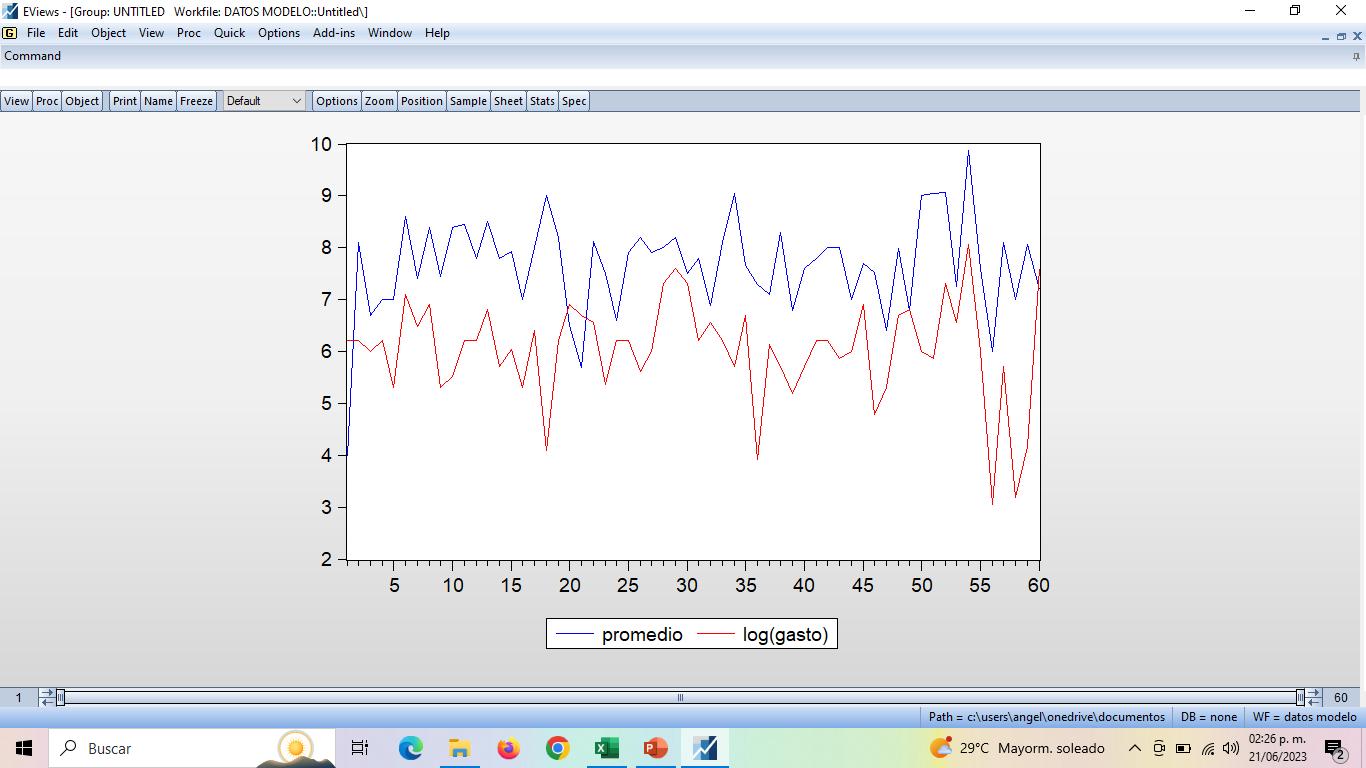 EViews - [Group: UNTITLED   Workfile: DATOS MODELO::Untitled\]
File Edit Object View Proc Quick Options Add-ins Window Help
Command
View Proc Object Print Name Freeze Default Options Zoom Position Sample Sheet Stats Spec
10
9
8
7
6
5
4
3
2
5 10 15 20 25 30 35 40 45 50 55 60
promedio log(gasto)
1 60
Path = c:\users\angel\onedrive\documentos DB = none WF = datos modelo
Buscar 29°C Mayorm. soleado 02:26 p. m.
21/06/2023 2